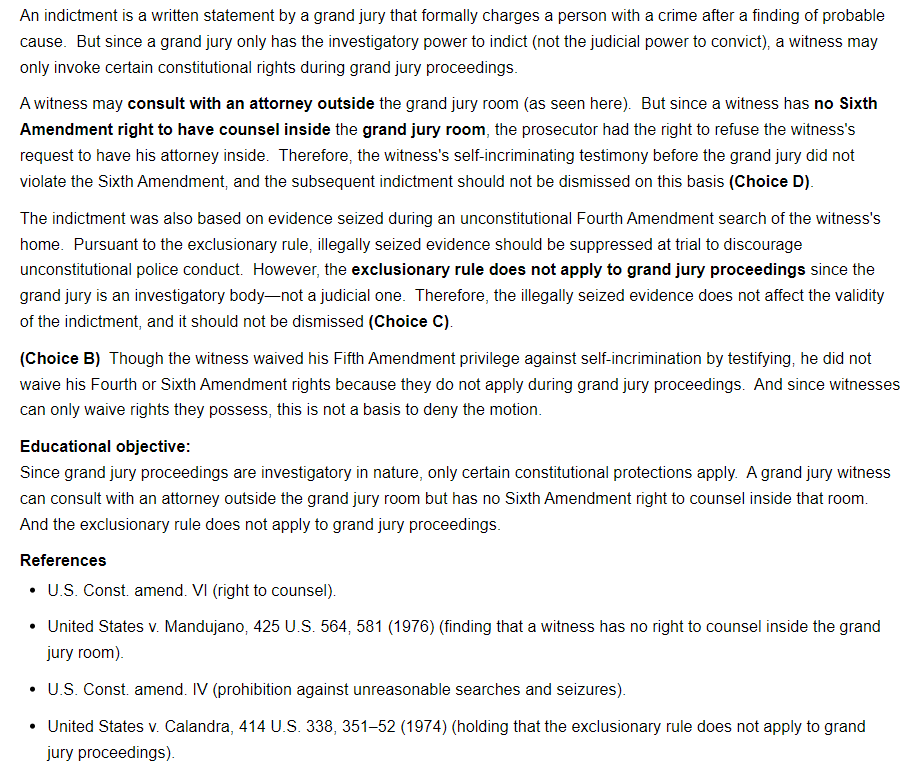 An indictment is a written statement by a grand jury that formally charges a person with a crime after a finding of probable
cause.  But since a grand jury only has the investigatory power to indict (not the judicial power to convict), a witness may
only invoke certain constitutional rights during grand jury proceedings.
A witness may consult with an attorney outside the grand jury room (as seen here).  But since a witness has no Sixth
Amendment right to have counsel inside the grand jury room, the prosecutor had the right to refuse the witness's
request to have his attorney inside.  Therefore, the witness's self-incriminating testimony before the grand jury did not
violate the Sixth Amendment, and the subsequent indictment should not be dismissed on this basis (Choice D).
The indictment was also based on evidence seized during an unconstitutional Fourth Amendment search of the witness's
home.  Pursuant to the exclusionary rule, illegally seized evidence should be suppressed at trial to discourage
unconstitutional police conduct.  However, the exclusionary rule does not apply to grand jury proceedings since the
grand jury is an investigatory body—not a judicial one.  Therefore, the illegally seized evidence does not affect the validity
of the indictment, and it should not be dismissed (Choice C).
(Choice B)  Though the witness waived his Fifth Amendment privilege against self-incrimination by testifying, he did not
waive his Fourth or Sixth Amendment rights because they do not apply during grand jury proceedings.  And since witnesses
can only waive rights they possess, this is not a basis to deny the motion.
Educational objective:
Since grand jury proceedings are investigatory in nature, only certain constitutional protections apply.  A grand jury witness
can consult with an attorney outside the grand jury room but has no Sixth Amendment right to counsel inside that room.
And the exclusionary rule does not apply to grand jury proceedings.
References
• U.S. Const. amend. VI (right to counsel).
• United States v. Mandujano, 425 U.S. 564, 581 (1976) (finding that a witness has no right to counsel inside the grand
jury room).
• U.S. Const. amend. IV (prohibition against unreasonable searches and seizures).
• United States v. Calandra, 414 U.S. 338, 351–52 (1974) (holding that the exclusionary rule does not apply to grand
jury proceedings).